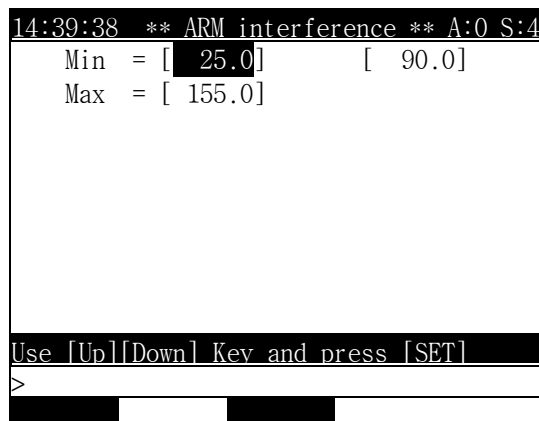 14:39:38 ** ARM interference ** A:0 S:4
Min = [ 25.0] [ 90.0]
Max = [ 155.0]
Use [Up][Down] Key and press [SET]
>